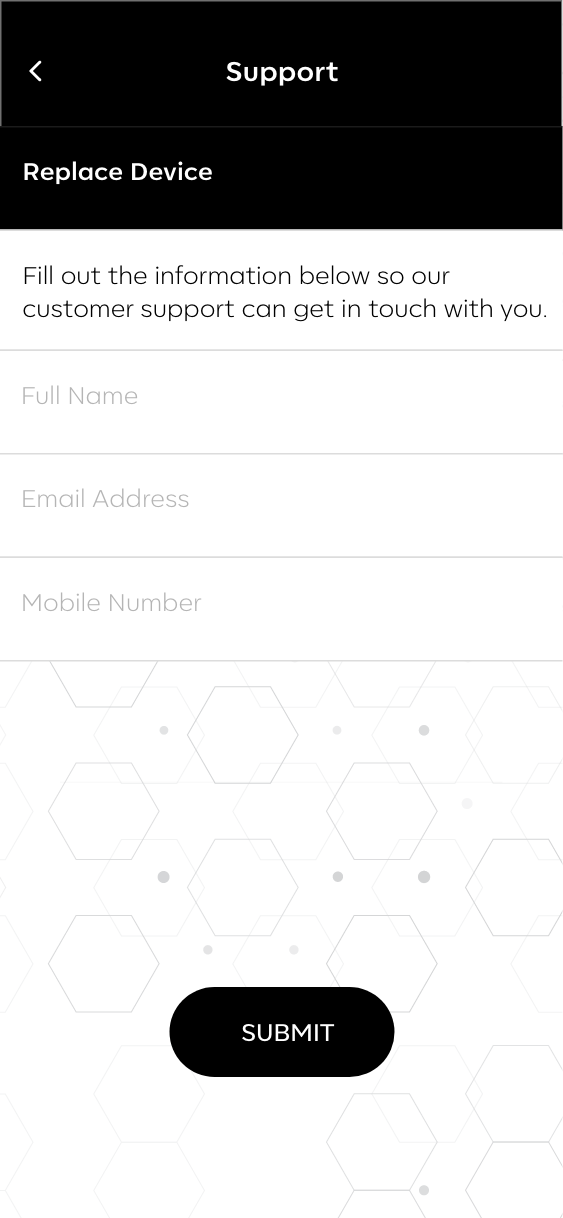 Support
Replace Device
Fill out the information below so our
customer support can get in touch with you.
Full Name
Email Address
Mobile Number
SUBMIT